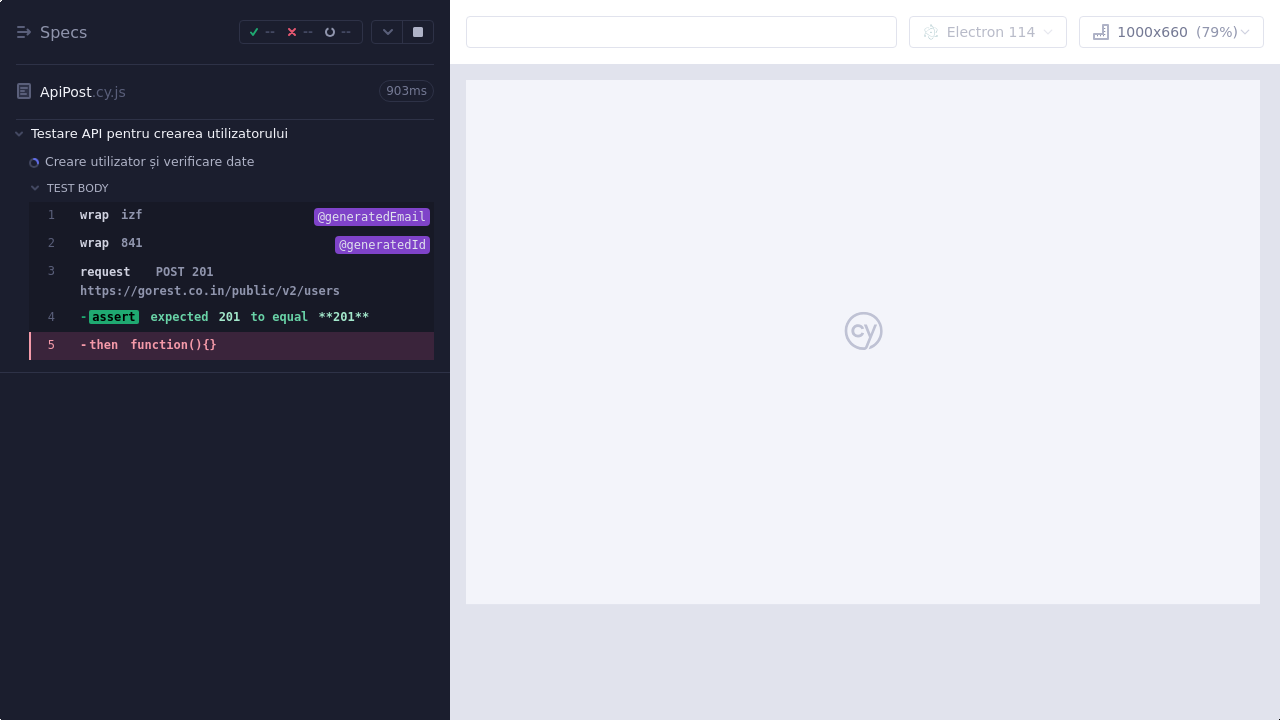 Specs
--
--
--
Electron 114
1000x660 (79%)
ApiPost.cy.js
903ms
Testare API pentru crearea utilizatorului
Creare utilizator și verificare date
TEST BODY
1 wrap izf @generatedEmail
2 wrap 841 @generatedId
3 request POST 201
https://gorest.co.in/public/v2/users
4 -assert expected 201 to equal **201**
5 -then function(){}
cy